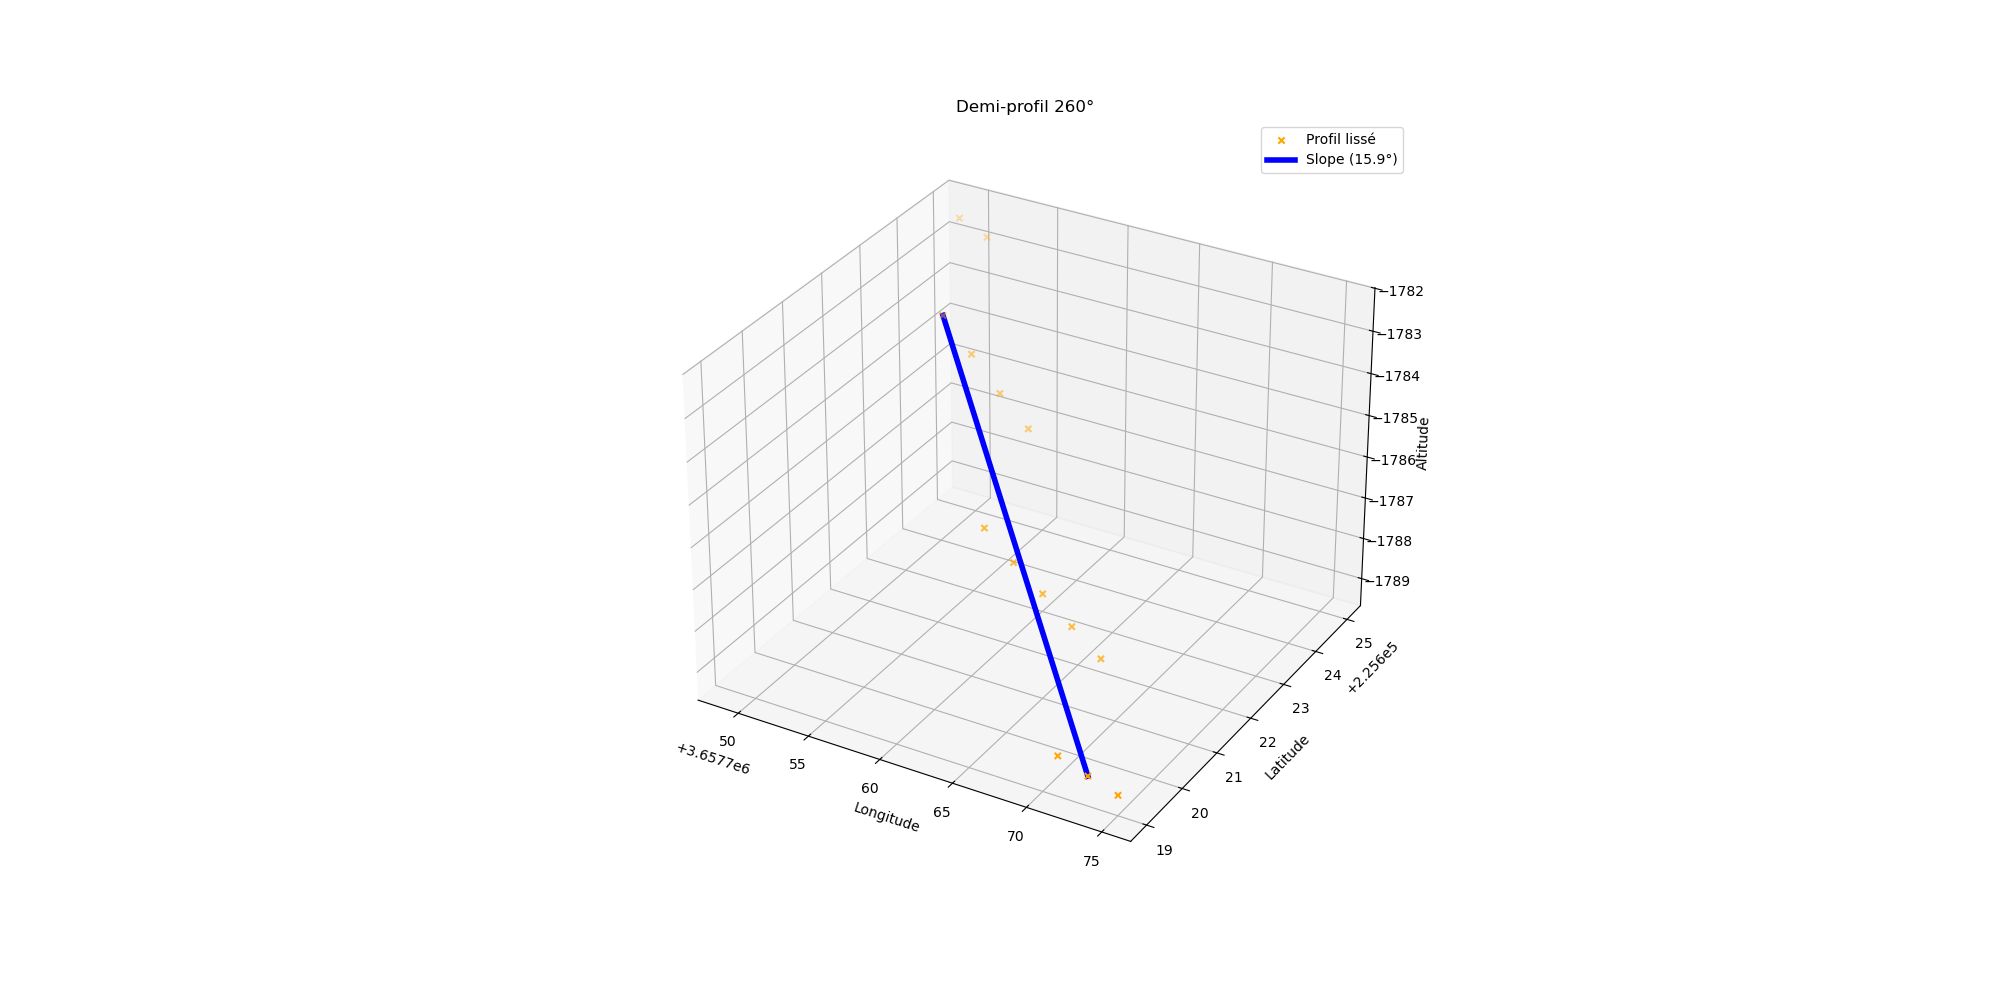 Demi-profil 260°
Profil lissé
Slope (15.9°)
−1782
−1783
−1784
−1785
−1786
−1787
−1788
−1789
Altitude
25
24
23
22
21
20
19
+2.256e5
Latitude
50
55
60
65
70
75
+3.6577e6
Longitude